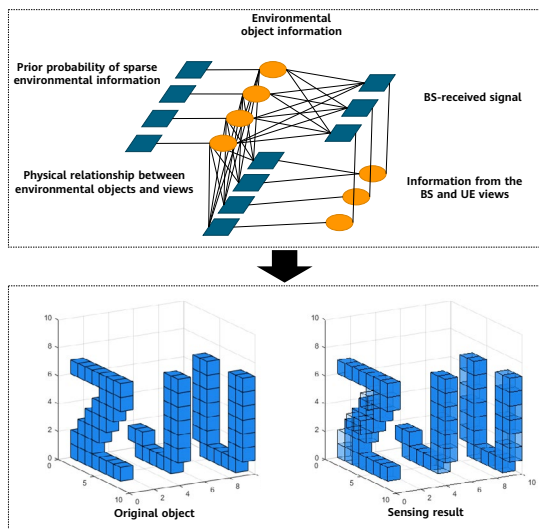 Environmental
object information
Prior probability of sparse
environmental information
BS-received signal
Physical relationship between
environmental objects and views
Information from the
BS and UE views
10
8
6
4
2
0
0
5
10
0
2
4
6
8
Original object
10
8
6
4
2
0
0
5
10
0
2
4
6
8
10
Sensing result